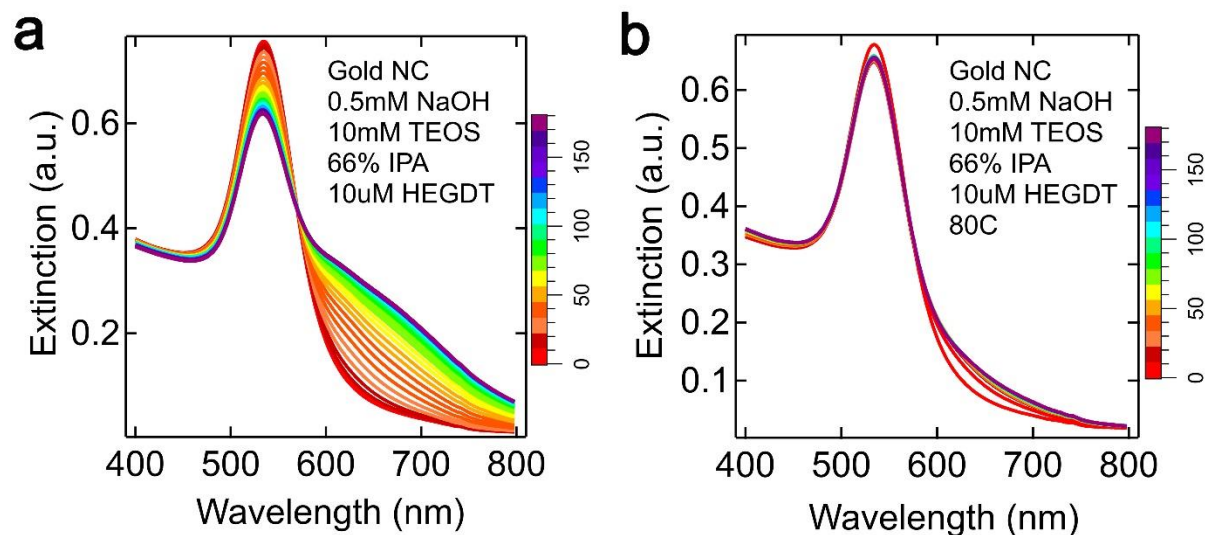 a
Gold NC
0.5mM NaOH
10mM TEOS
66% IPA
10uM HEGDT
Extinction (a.u.)
0.6
0.4
0.2
400 500 600 700 800
Wavelength (nm)
150
100
50
0
b
Gold NC
0.5mM NaOH
10mM TEOS
66% IPA
10uM HEGDT
80C
Extinction (a.u.)
0.6
0.5
0.4
0.3
0.2
0.1
400 500 600 700 800
Wavelength (nm)
150
100
50
0